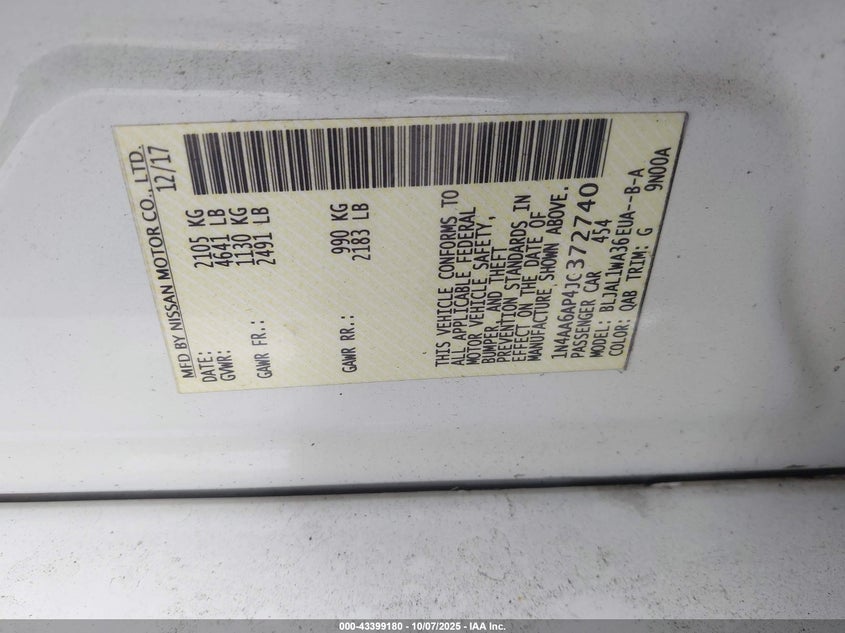 MFD BY NISSAN MOTOR CO., LTD.
DATE: 12/17
GVWR: 2105 KG
4641 LB
GAWR FR.: 1130 KG
2491 LB
GAWR RR.: 990 KG
2183 LB
THIS VEHICLE CONFORMS TO
ALL APPLICABLE FEDERAL
MOTOR VEHICLE SAFETY,
BUMPER, AND THEFT
PREVENTION STANDARDS IN
EFFECT ON THE DATE OF
MANUFACTURE SHOWN ABOVE.
1N4AA6AP4JC372740
PASSENGER CAR 454
MODEL: BLJALIWA36EUA--B-A
COLOR: QAB TRIM: G 9N00A
000-43399180 - 10/07/2025 - IAA Inc.